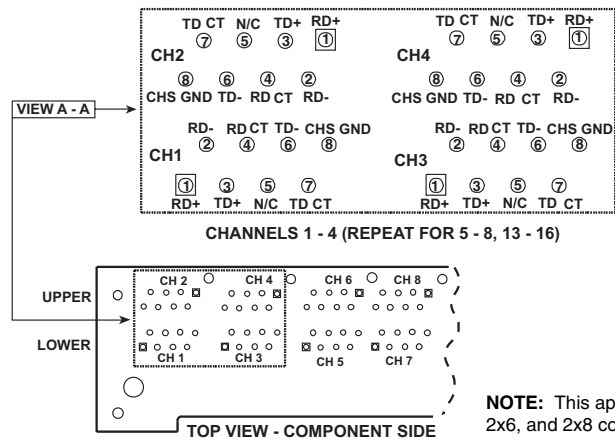 TD CT N/C TD+ RD+ TD CT N/C TD+ RD+
7 5 3 1 7 5 3 1
CH2 CH4
8 6 4 2 8 6 4 2
CHS GND TD- RD CT RD- CHS GND TD- RD CT RD-
VIEW A - A
RD- RD CT TD- CHS GND RD- RD CT TD- CHS GND
2 4 6 8 2 4 6 8
CH1 CH3
1 3 5 7 1 3 5 7
RD+ TD+ N/C TD CT RD+ TD+ N/C TD CT
CHANNELS 1 - 4 (REPEAT FOR 5 - 8, 13 - 16)
CH 2 CH 4 CH 6 CH 8
UPPER
LOWER
CH 1 CH 3 CH 5 CH 7
NOTE: This ap
2x6, and 2x8 co
TOP VIEW - COMPONENT SIDE